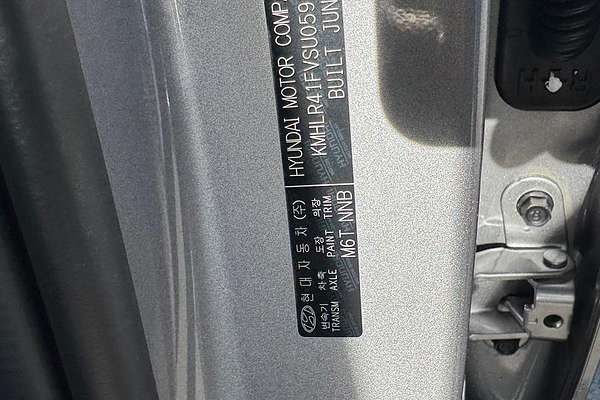 현대자동차(주) HYUNDAI MOTOR COMP
변속기 차축 도장 의장 KMHLR41FVSU059
TRANSM AXLE PAINT TRIM BUILT JUN
M6T NNB